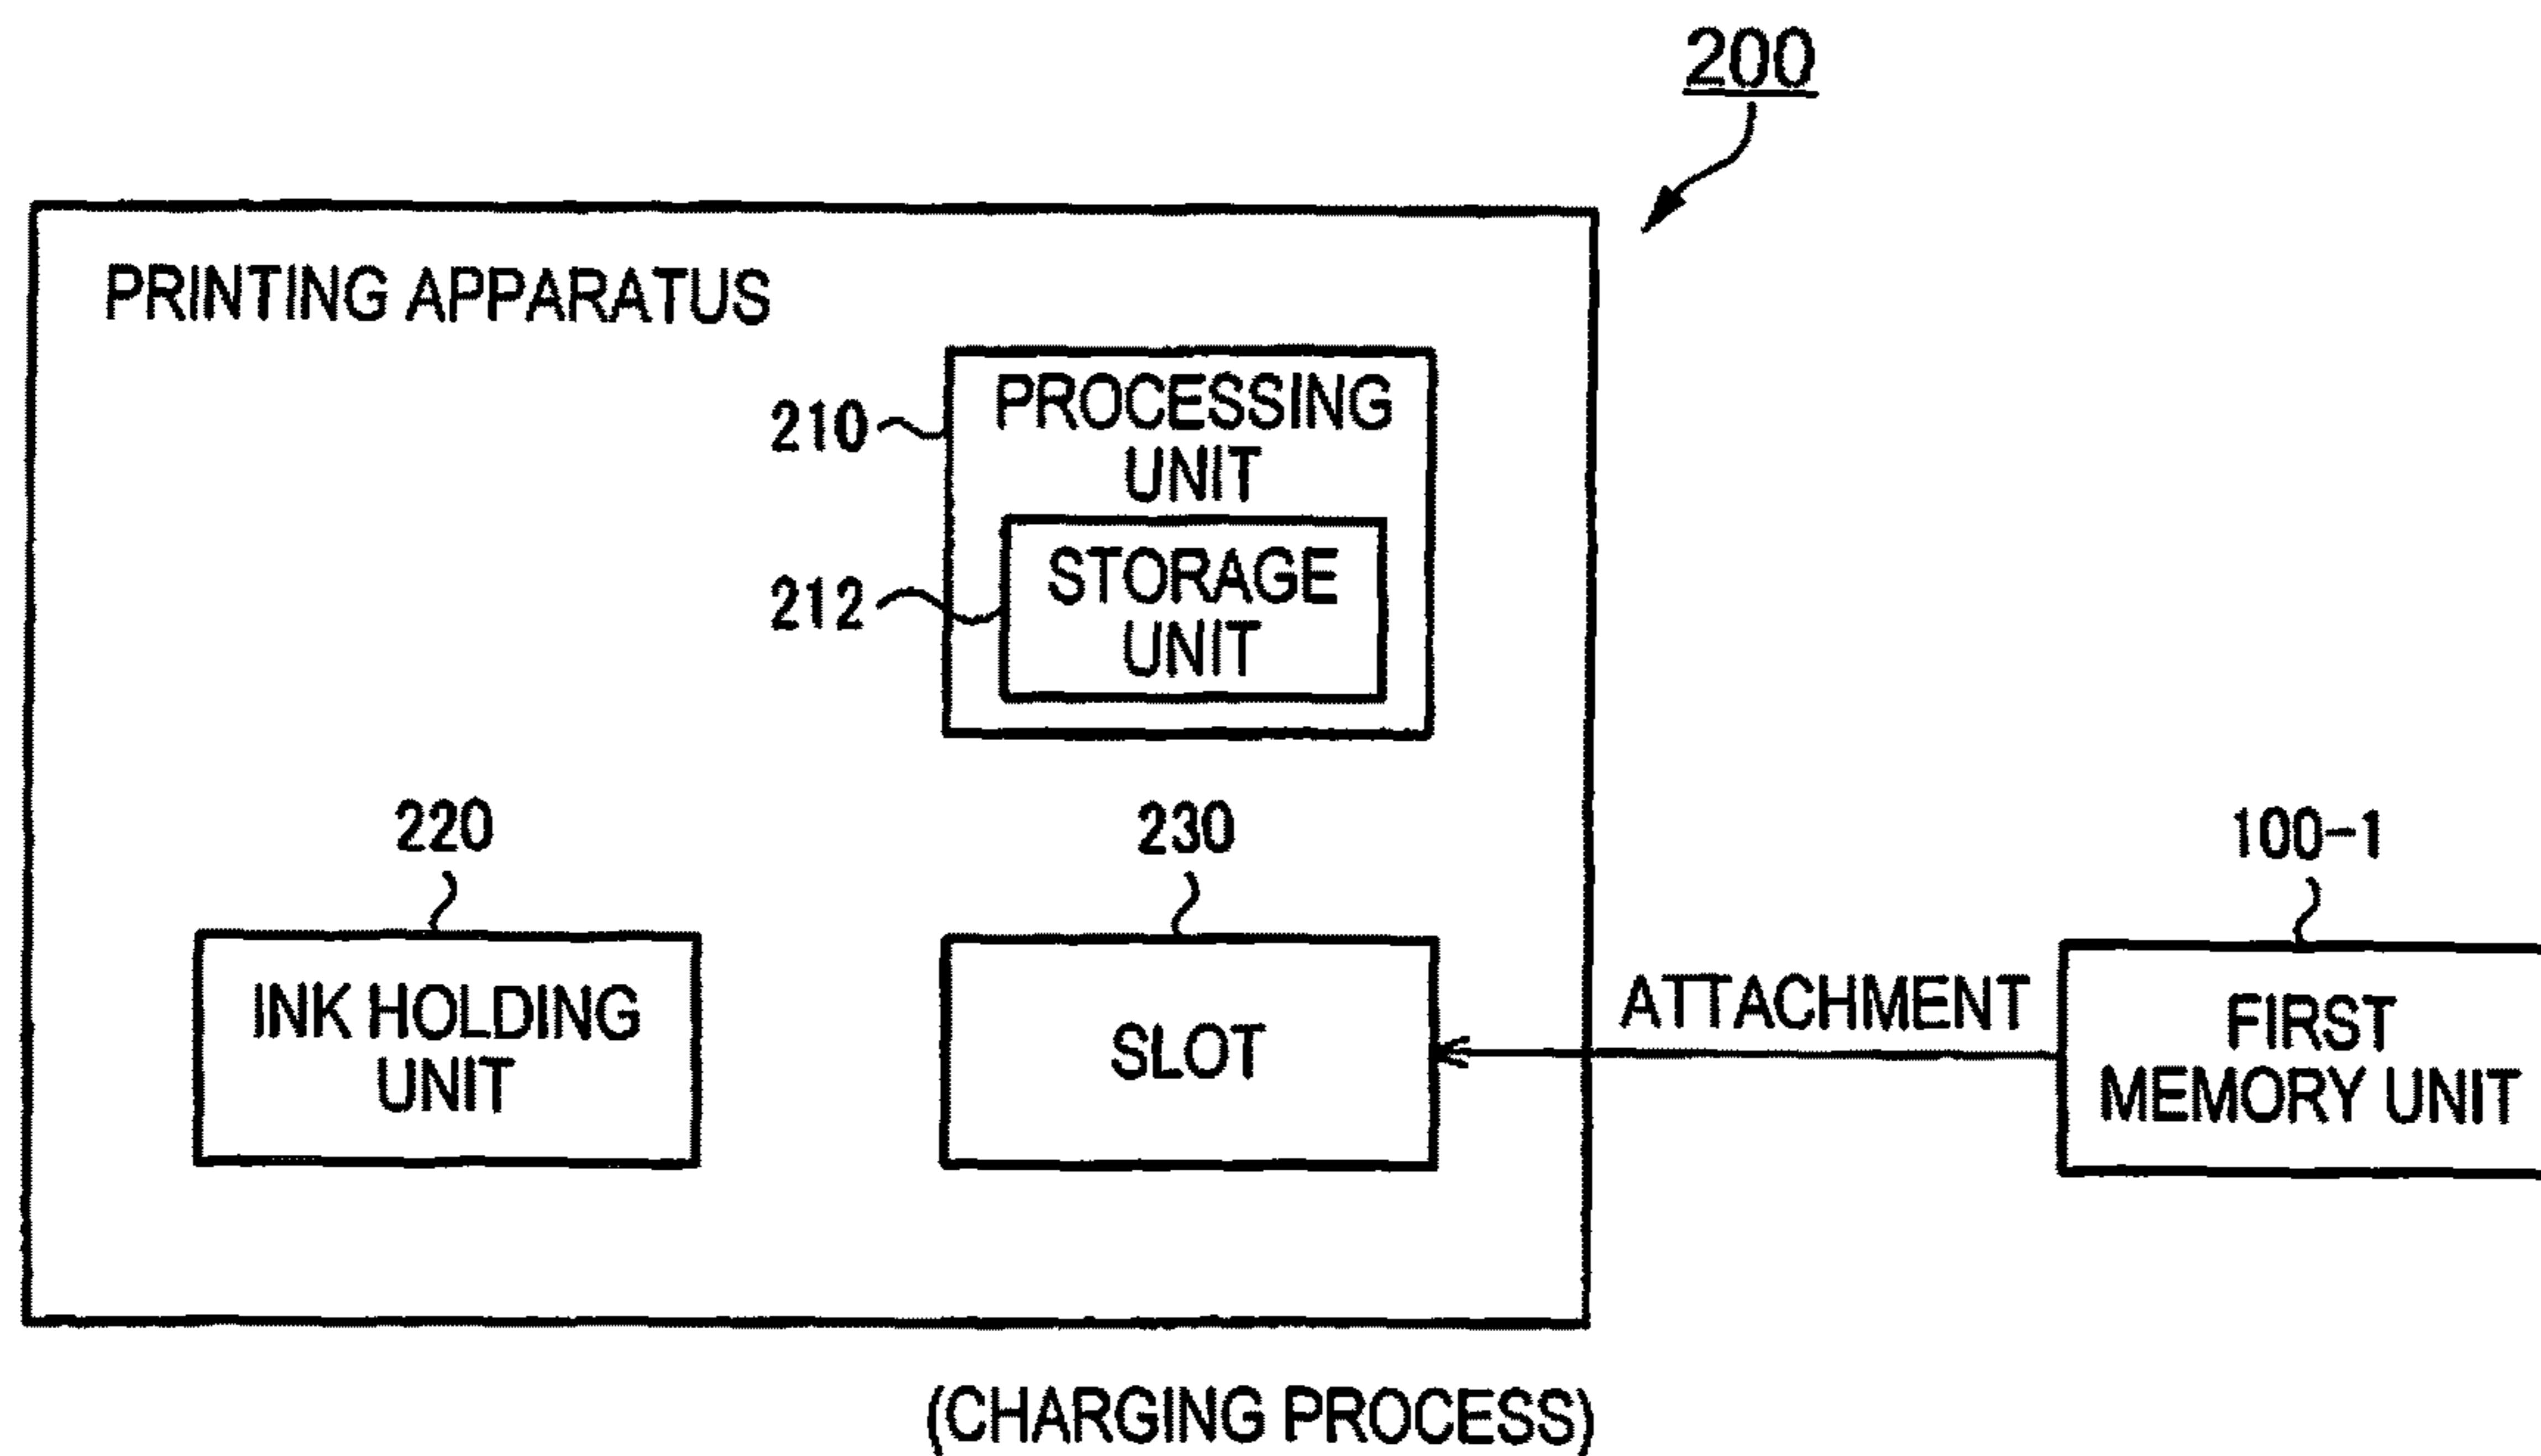 200
PRINTING APPARATUS
210
PROCESSING
UNIT
212
STORAGE
UNIT
220
INK HOLDING
UNIT
230
SLOT
ATTACHMENT
100-1
FIRST
MEMORY UNIT
(CHARGING PROCESS)